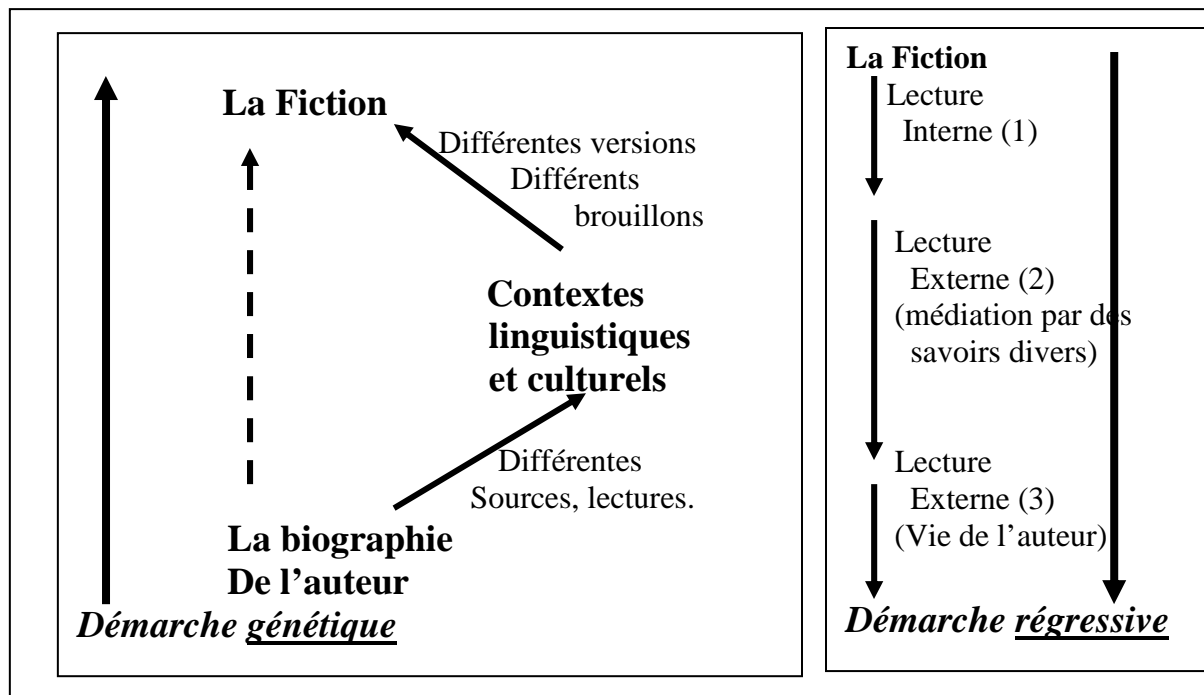 La Fiction
Différentes versions
Différents
brouillons
Contextes
linguistiques
et culturels
Différentes
Sources, lectures.
La biographie
De l’auteur
Démarche génétique
La Fiction
Lecture
Interne (1)
Lecture
Externe (2)
(médiation par des
savoirs divers)
Lecture
Externe (3)
(Vie de l’auteur)
Démarche régressive